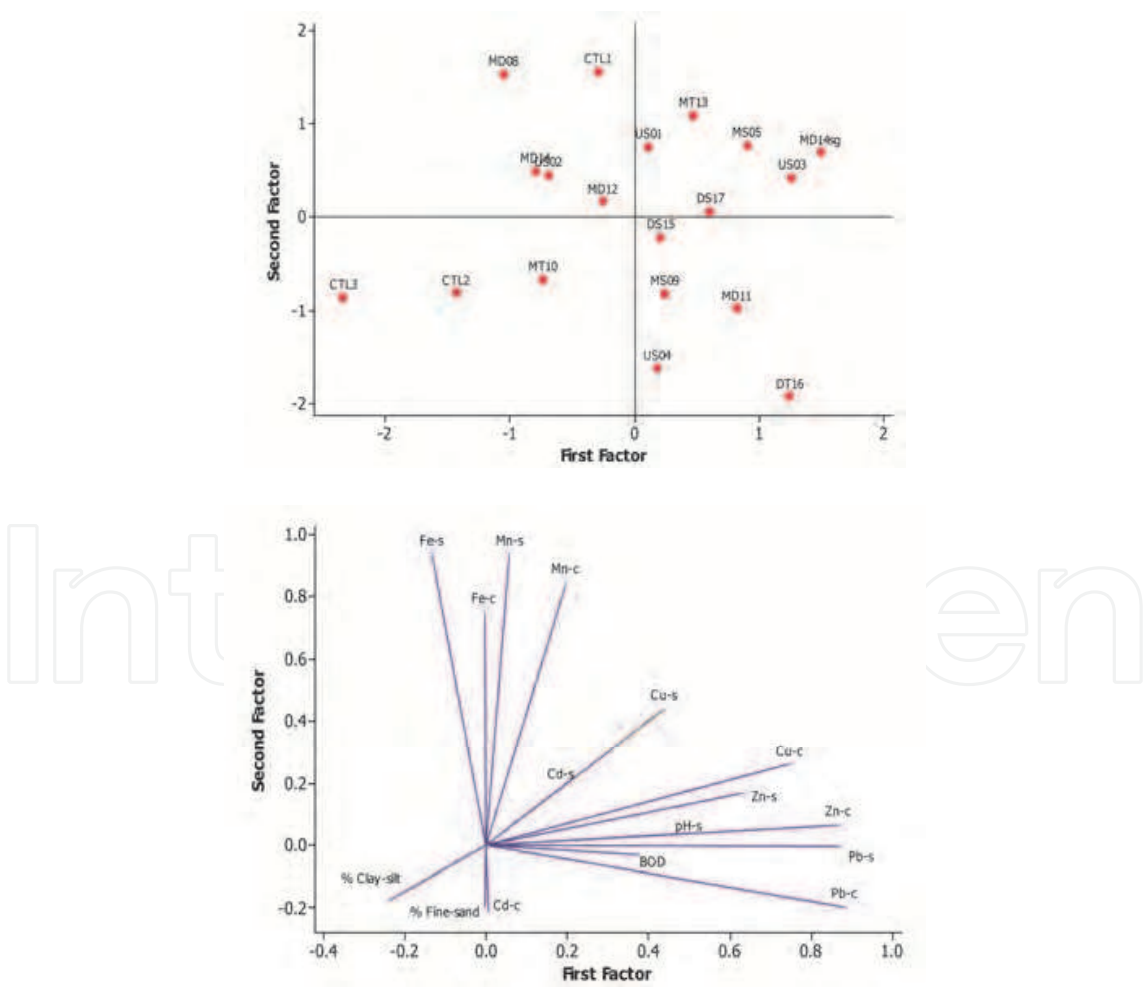 2
MD08
CTL1
MT13
1
US01
MS05
MD14sg
US02
US03
MD12
DS17
0
DS15
Second Factor
MT10
CTL3
CTL2
MS09
MD11
-1
US04
DT16
-2
-2 -1 0 1 2
First Factor
1.0
Fe-s Mn-s
Mn-c
0.8
Fe-c
0.6
Cu-s
0.4
Second Factor
Cu-c
Cd-s
0.2
Zn-s
Zn-c
pH-s
0.0
BOD
Pb-s
% Clay-silt
Pb-c
-0.2
% Fine-sand Cd-c
-0.4 -0.2 0.0 0.2 0.4 0.6 0.8 1.0
First Factor
Int en